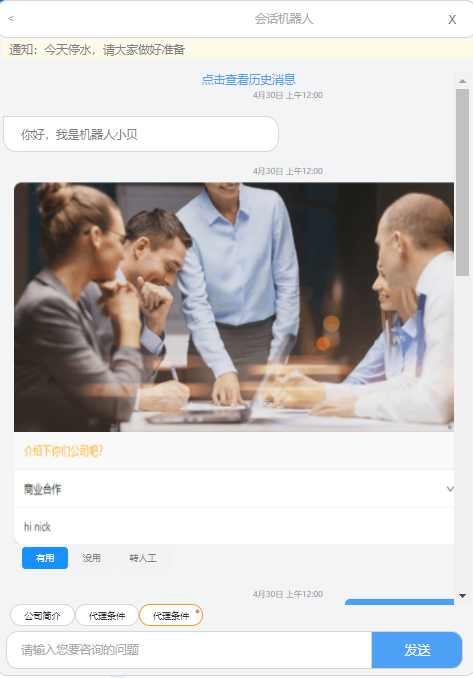 < 会话机器人 X
通知：今天停水，请大家做好准备
点击查看历史消息
4月30日 上午12:00
你好，我是机器人小贝
4月30日 上午12:00
介绍下你们公司吧?
商业合作
hi nick
有用 没用 转人工
4月30日 上午12:00
公司简介 代理条件 代理条件
请输入您要咨询的问题 发送